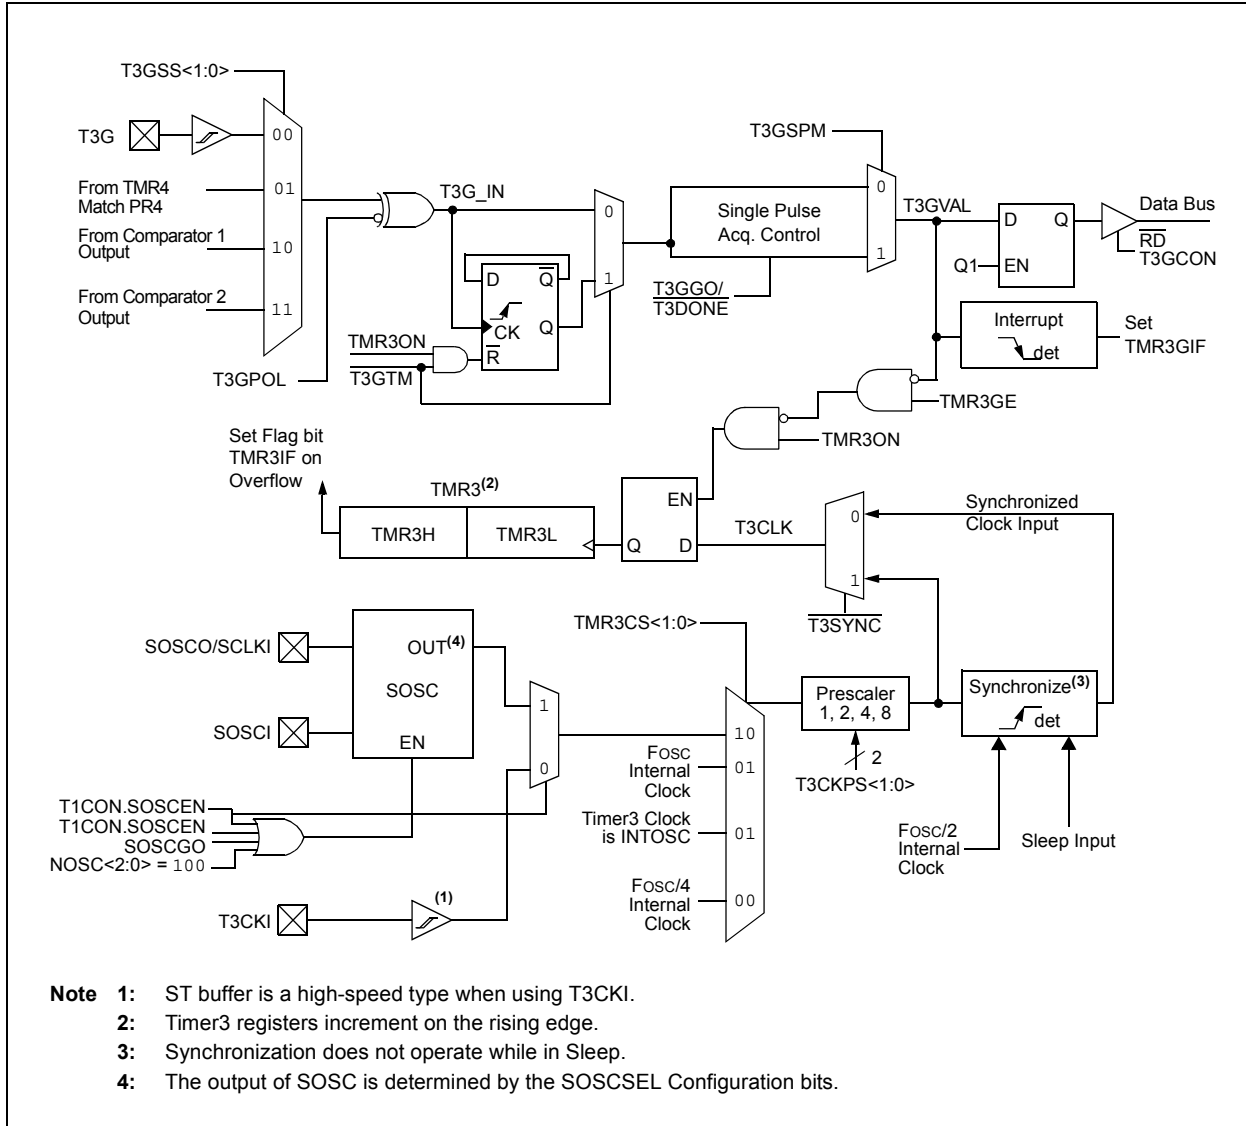 T3GSS<1:0>
T3G
00
From TMR4
Match PR4
01
From Comparator 1
Output
10
From Comparator 2
Output
11
T3GPOL
T3G_IN
0
1
D
Q
CK
Q
R
TMR3ON
T3GTM
T3GSPM
Single Pulse
Acq. Control
T3GGO/
T3DONE
0
1
T3GVAL
D
Q
Q1
EN
Data Bus
RD
T3GCON
Interrupt
det
Set
TMR3GIF
TMR3GE
TMR3ON
Set Flag bit
TMR3IF on
Overflow
TMR3(2)
TMR3H
TMR3L
EN
Q
D
T3CLK
0
1
T3SYNC
Synchronized
Clock Input
SOSCO/SCLKI
OUT(4)
SOSC
SOSCI
EN
1
0
T1CON.SOSCEN
T1CON.SOSCEN
SOSCGO
NOSC<2:0> = 100
T3CKI
(1)
TMR3CS<1:0>
10
FOSC
Internal
Clock
01
Timer3 Clock
is INTOSC
01
FOSC/4
Internal
Clock
00
Prescaler
1, 2, 4, 8
2
T3CKPS<1:0>
Synchronize(3)
det
FOSC/2
Internal
Clock
Sleep Input
Note 1: ST buffer is a high-speed type when using T3CKI.
2: Timer3 registers increment on the rising edge.
3: Synchronization does not operate while in Sleep.
4: The output of SOSC is determined by the SOSCSEL Configuration bits.